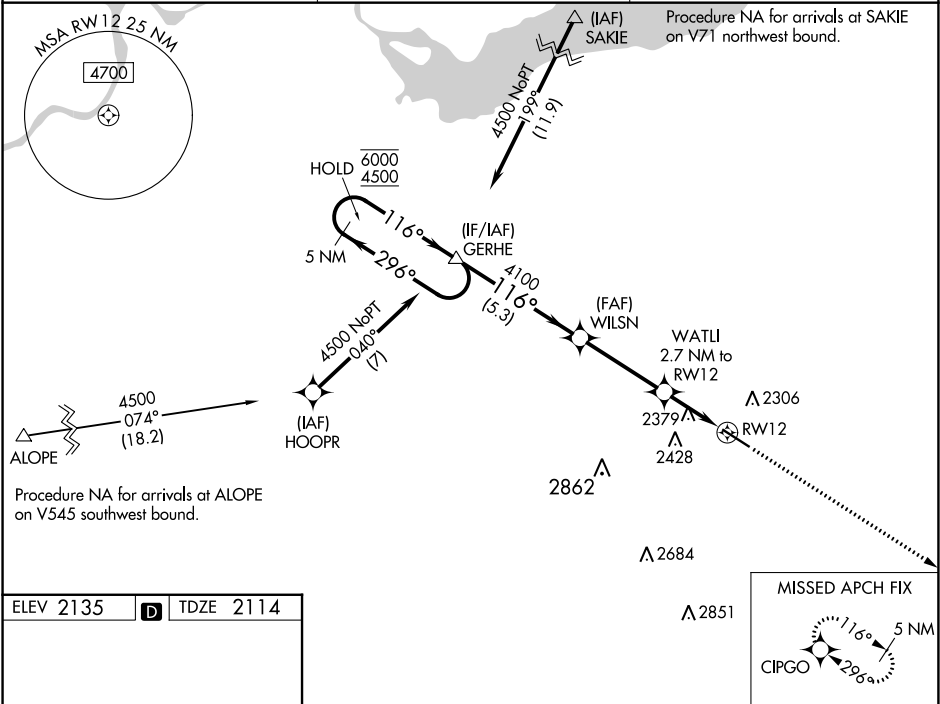 MSA RW12 25 NM
4700
(IAF)
SAKIE
Procedure NA for arrivals at SAKIE
on V71 northwest bound.
4500 NoPT
199°
(11.9)
HOLD
6000
4500
116°
296°
5 NM
(IF/IAF)
GERHE
4100
116°
(5.3)
(FAF)
WILSN
WATLI
2.7 NM to
RW12
4500 NoPT
040°
(7)
(IAF)
HOOPR
4500
074°
(18.2)
ALOPE
2379
2306
RW12
2428
2862
Procedure NA for arrivals at ALOPE
on V545 southwest bound.
2684
2851
ELEV 2135
D
TDZE 2114
MISSED APCH FIX
116°
5 NM
CIPGO
296°